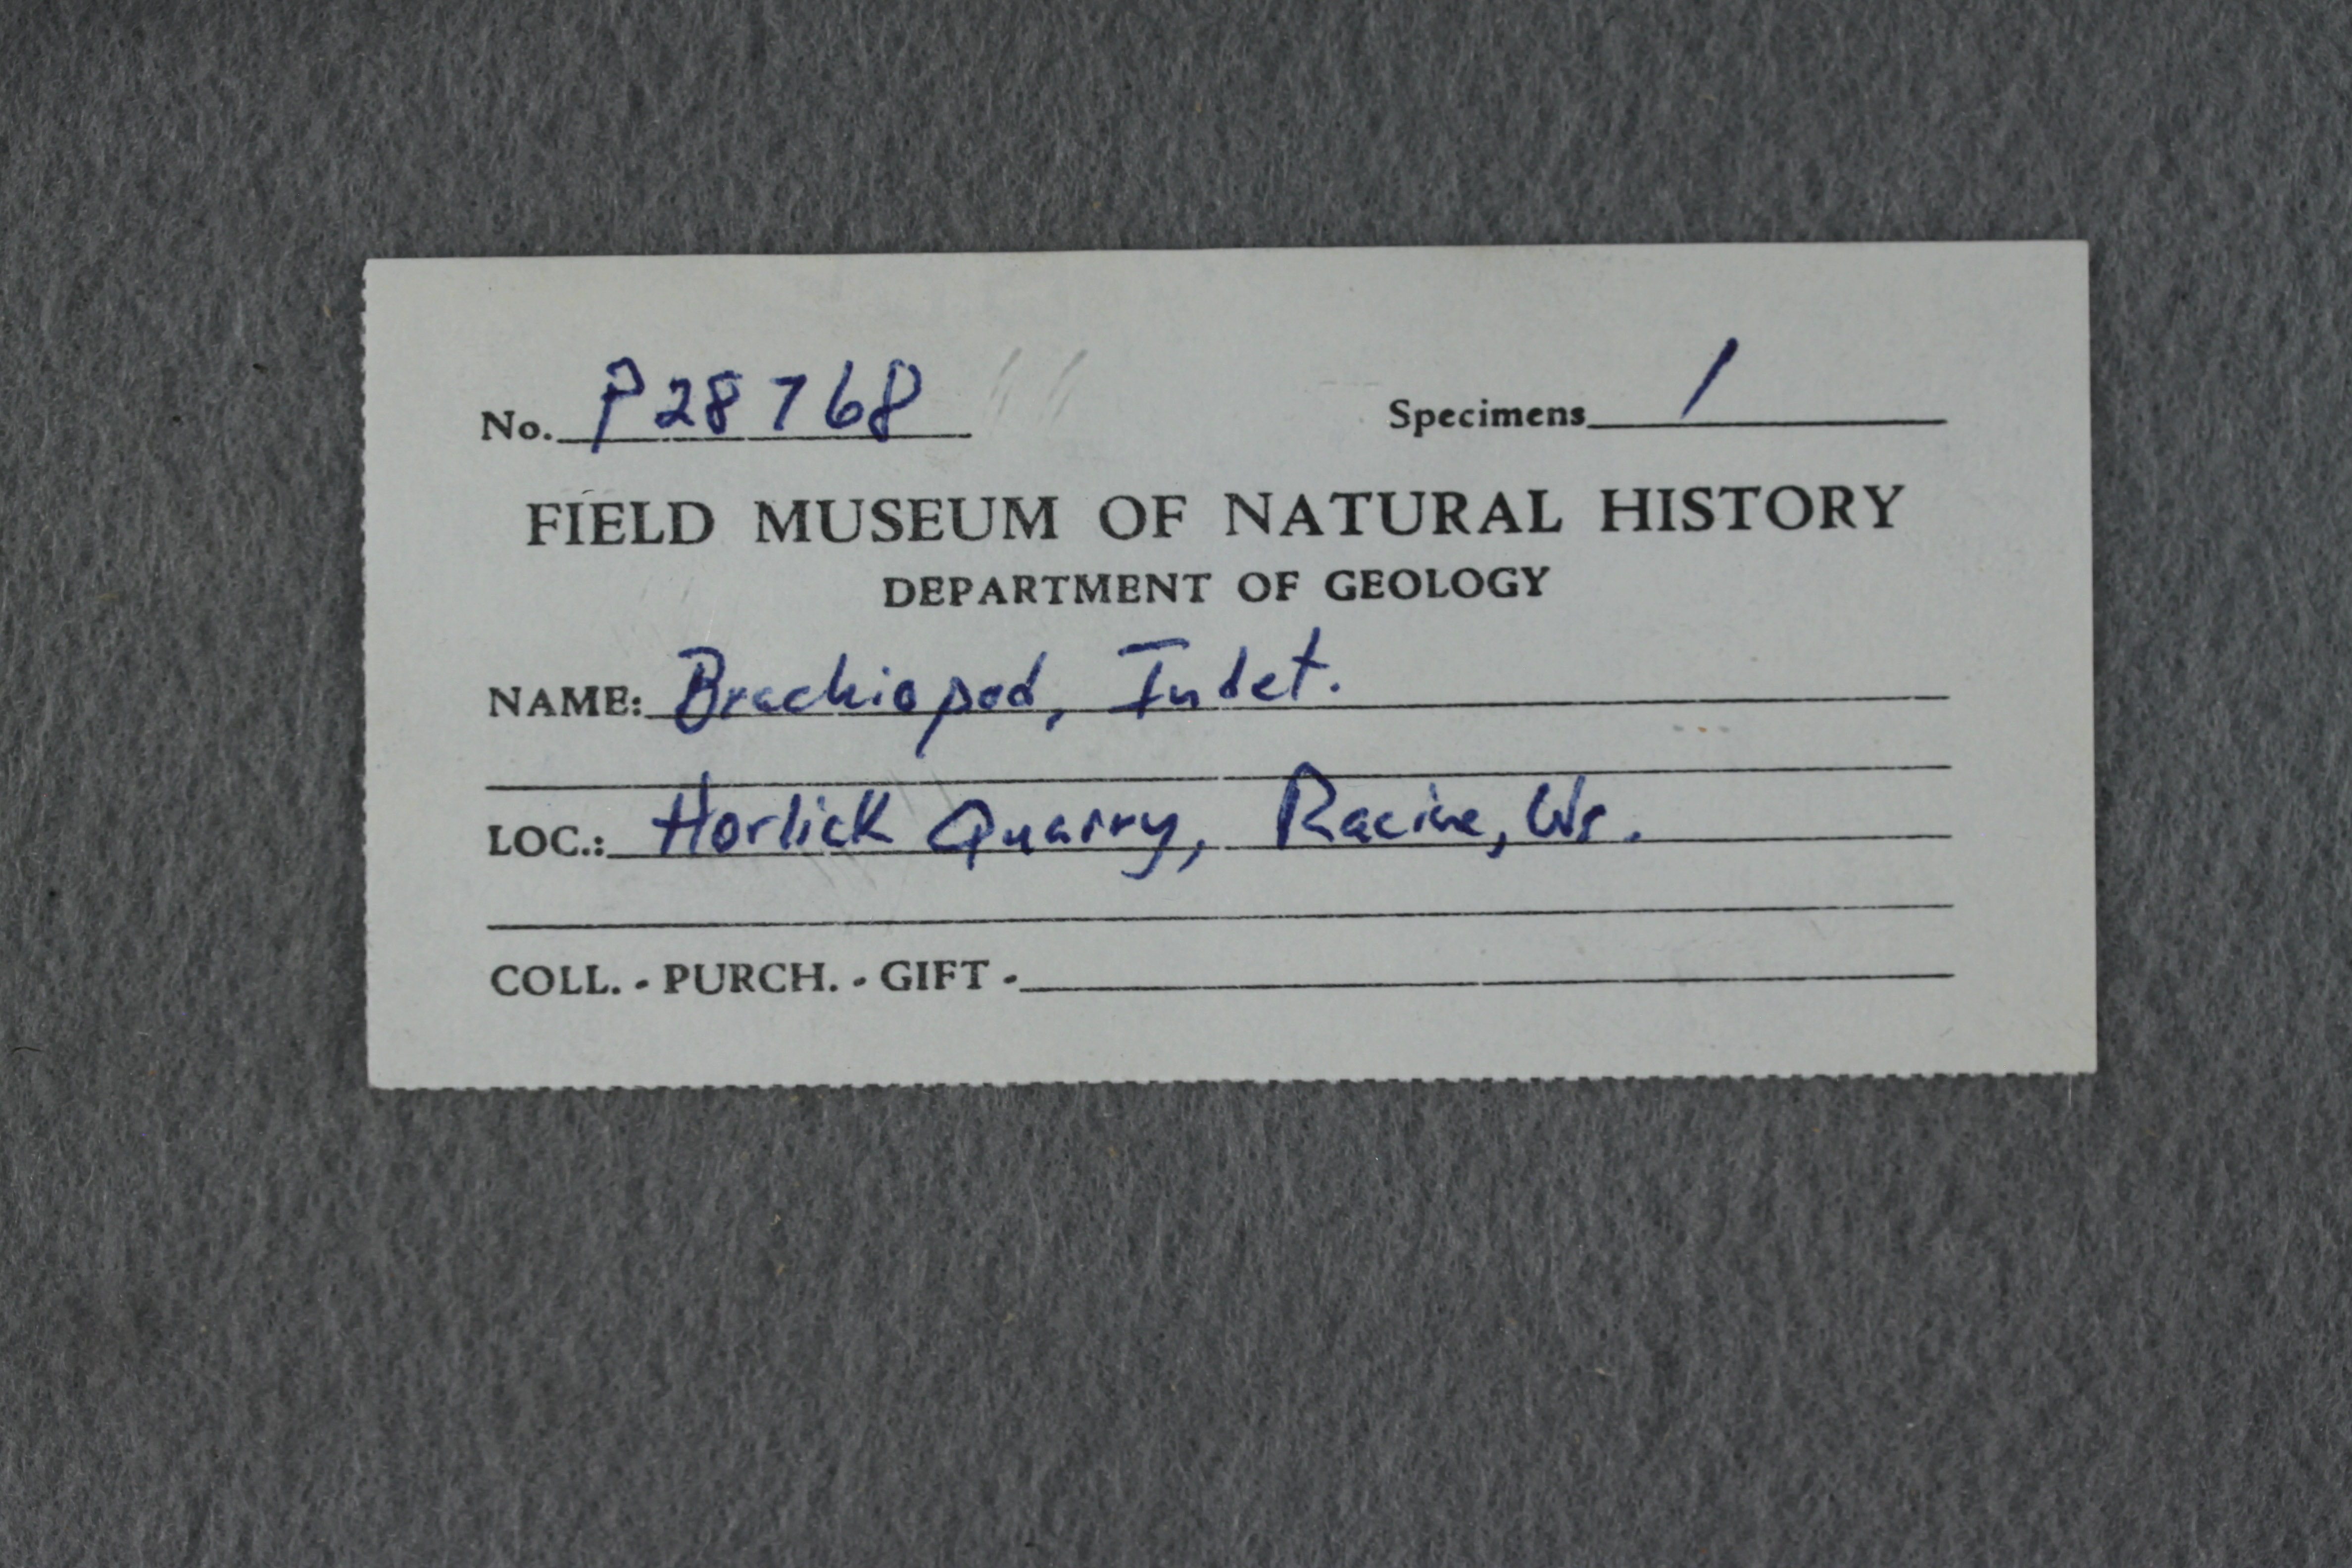 No. P28768 Specimens 1
FIELD MUSEUM OF NATURAL HISTORY
DEPARTMENT OF GEOLOGY
NAME: Brachiopod, Indet.
LOC.: Horlick Quarry, Racine, Ws.
COLL. - PURCH. - GIFT -